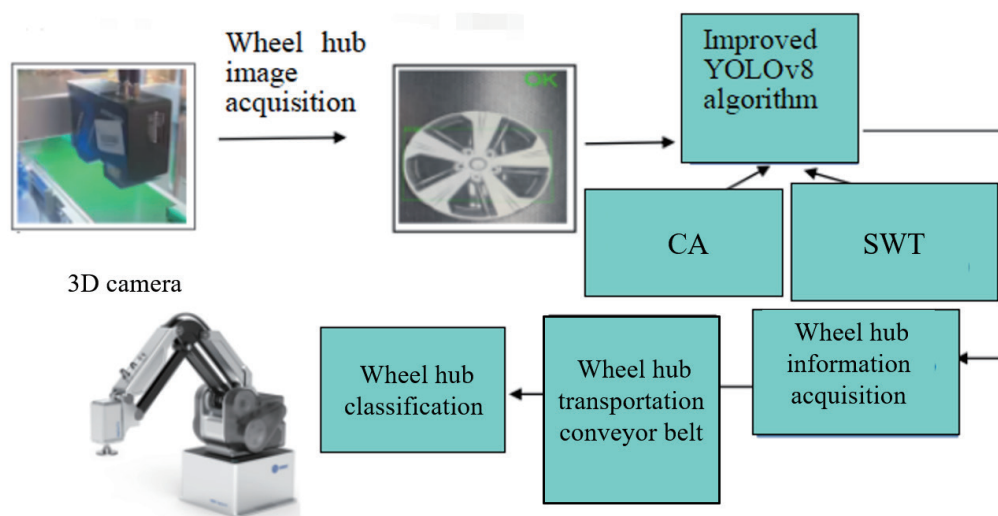 Wheel hub
image
acquisition
OK
Improved
YOLOv8
algorithm
CA
SWT
3D camera
Wheel hub
classification
Wheel hub
transportation
conveyor belt
Wheel hub
information
acquisition